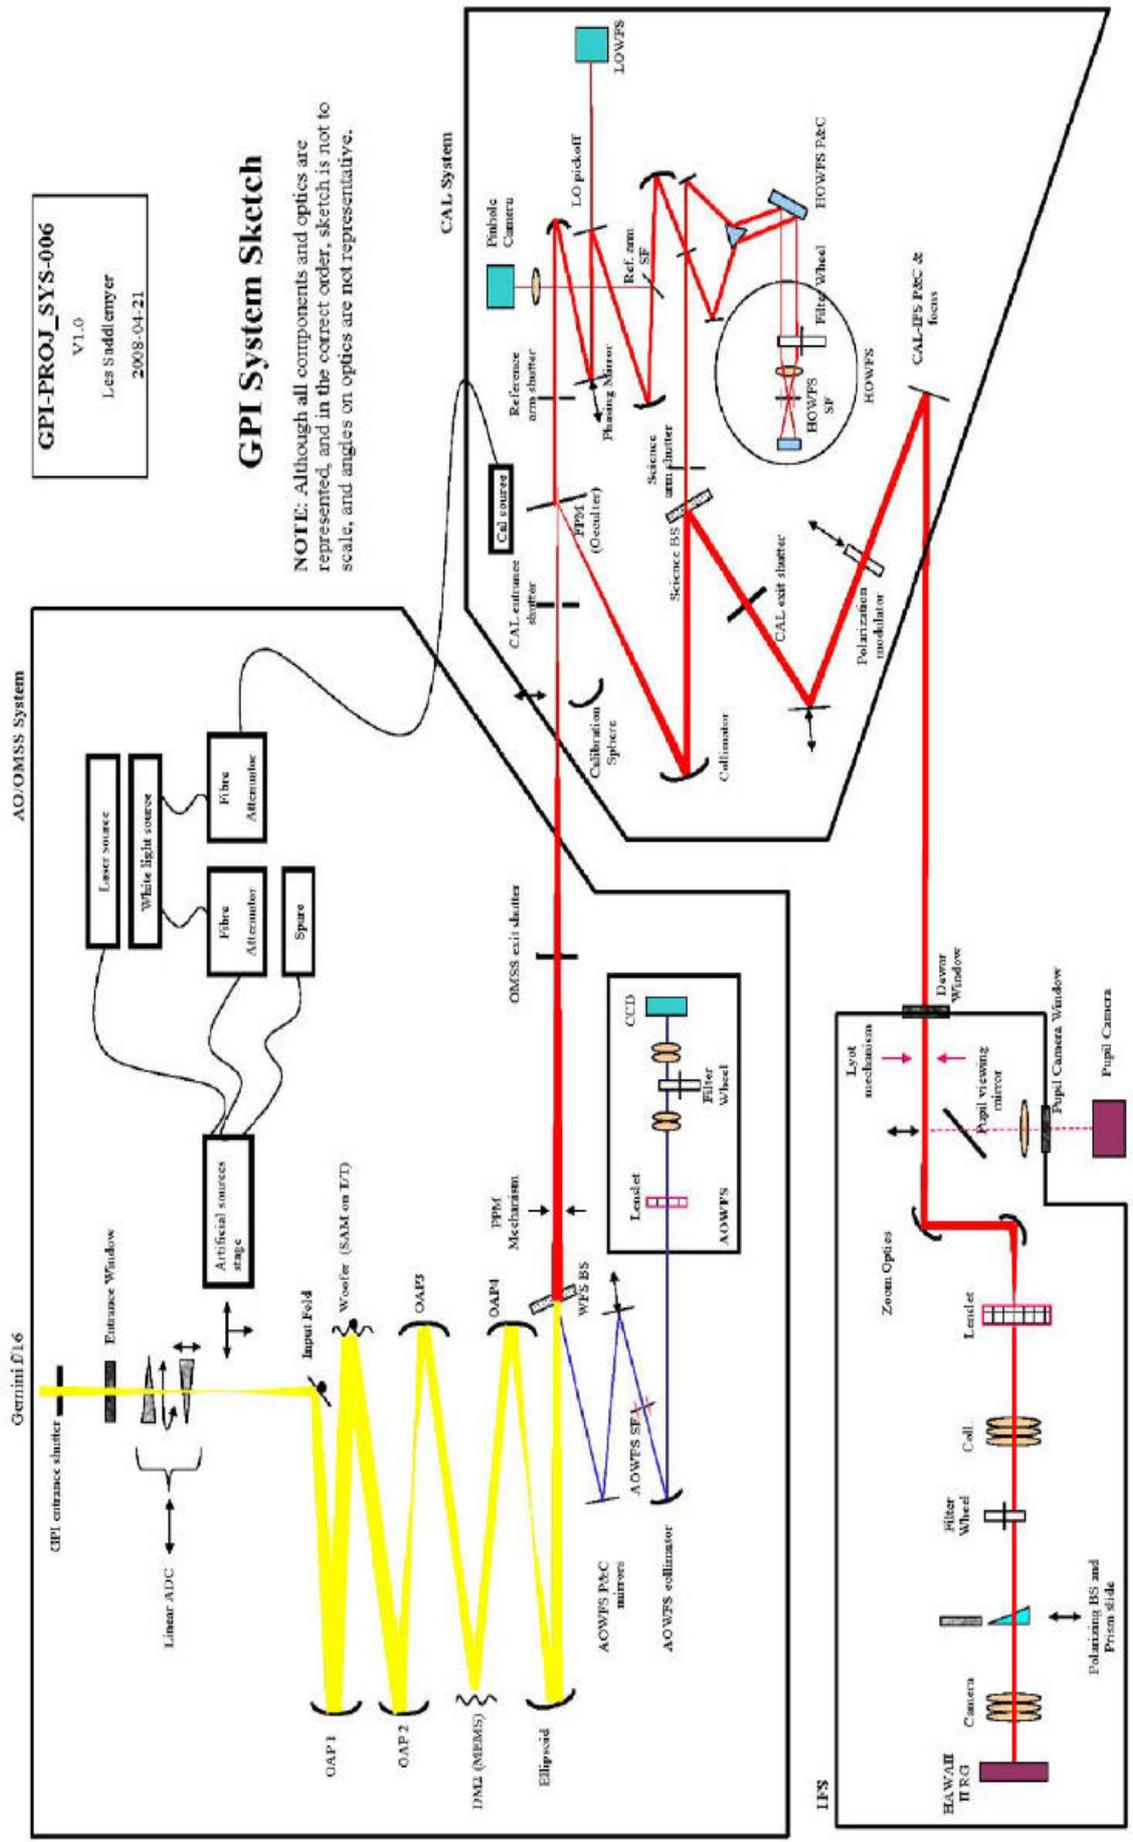 GPI-PROJ_SYS-006
V1.0
Les Saddlemyer
2008-04-21
GPI System Sketch
NOTE: Although all components and optics are
represented, and in the correct order, sketch is not to
scale, and angles on optics are not representative.
AO/OMSS System
Gemini f/16
GPI entrance shutter
Entrance Window
Linear ADC
Artificial sources
stage
Laser source
White light source
Fibre
Attenuator
Fibre
Attenuator
Spare
Input Fold
Woofer (SAM on T/T)
OAP 1
OAP 2
OAP3
OAP4
DM2 (MEMS)
Ellipsoid
WFS BS
PPM
Mechanism
OMSS exit shutter
AOWFS P&C
mirrors
AOWFS SF
AOWFS collimator
Lenslet
Filter
Wheel
CCD
AOWFS
CAL System
Cal source
Calibration
Sphere
CAL entrance
shutter
FPM
(Occulter)
Reference
arm shutter
Pinhole
Camera
LO pickoff
LOWFS
Phasing Mirror
Ref. arm
SF
Collimator
Science BS
Science
arm shutter
HOWFS P&C
Filter Wheel
HOWFS
SF
HOWFS
CAL exit shutter
Polarization
modulator
CAL-IFS P&C &
focus
IFS
Dewar
Window
Lyot
mechanism
Pupil viewing
mirror
Pupil Camera Window
Pupil Camera
Zoom Optics
Lenslet
Coll.
Filter
Wheel
Polarizing BS and
Prism slide
Camera
HAWAII
II RG